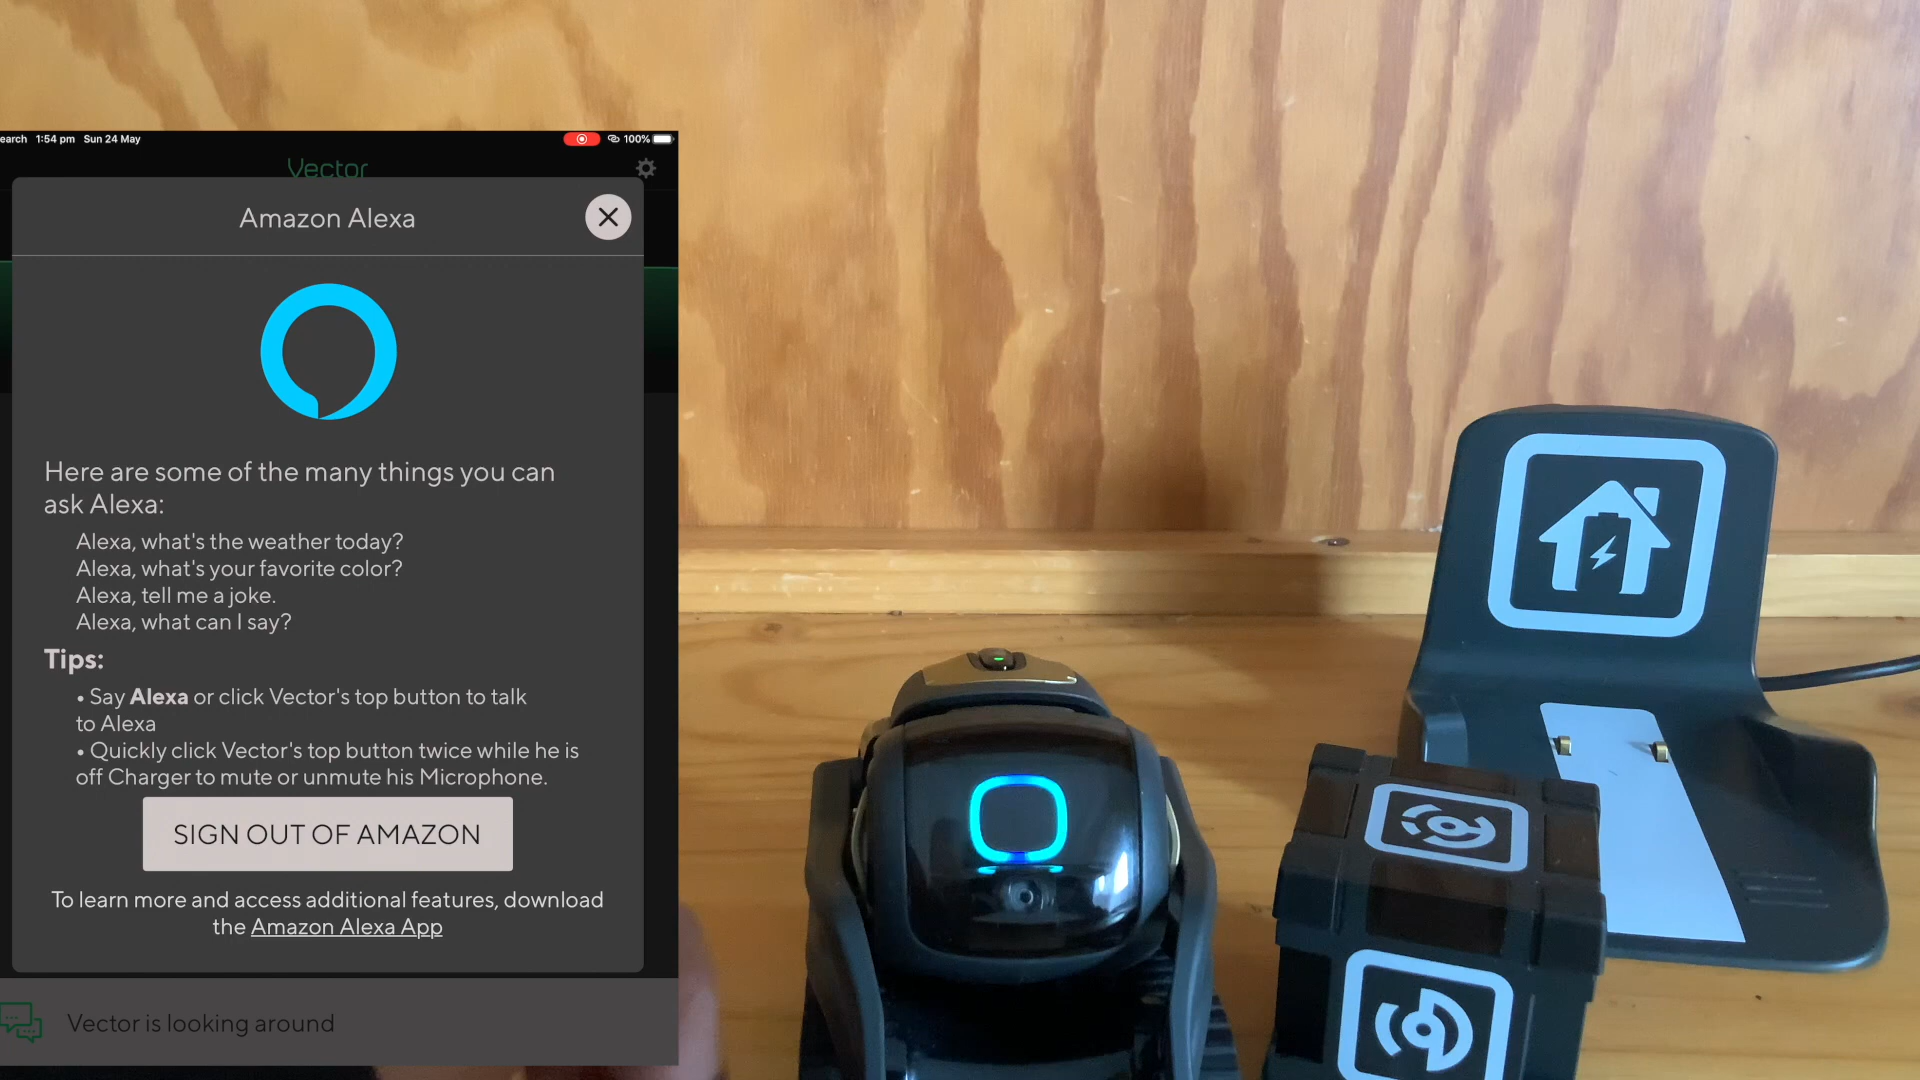 earch 1:54 pm Sun 24 May 100%
Vector
Amazon Alexa
Here are some of the many things you can
ask Alexa:
Alexa, what's the weather today?
Alexa, what's your favorite color?
Alexa, tell me a joke.
Alexa, what can I say?
Tips:
• Say Alexa or click Vector's top button to talk
to Alexa
• Quickly click Vector's top button twice while he is
off Charger to mute or unmute his Microphone.
SIGN OUT OF AMAZON
To learn more and access additional features, download
the Amazon Alexa App
Vector is looking around